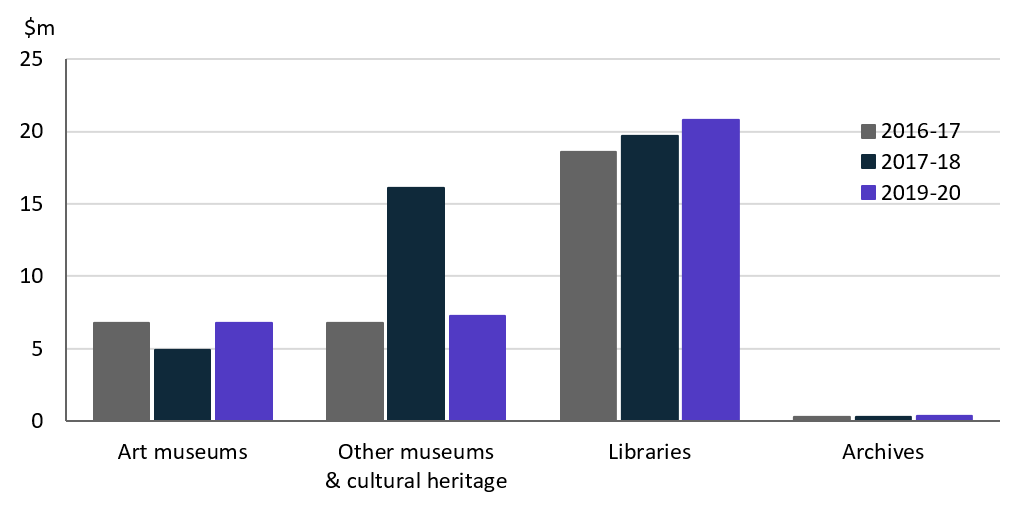 $m
25
20
15
10
5
0
2016-17
2017-18
2019-20
Art museums
Other museums
& cultural heritage
Libraries
Archives